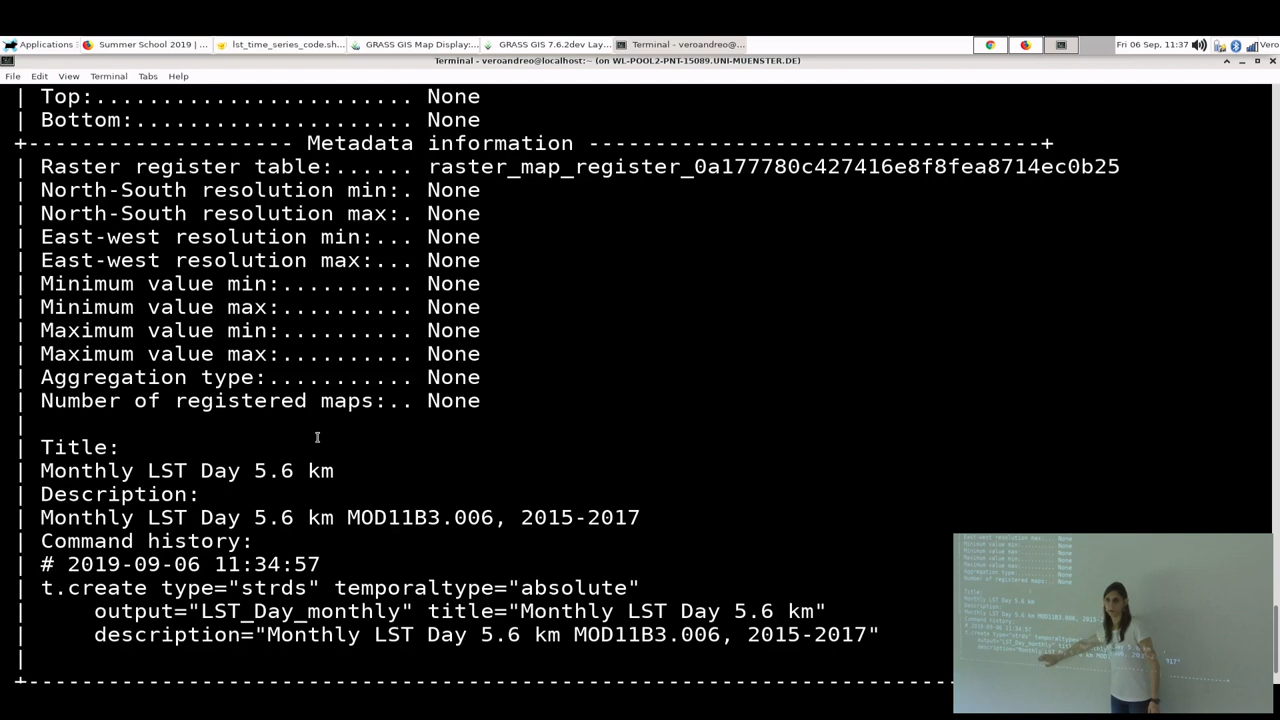 Applications
Summer School 2019 | ...
lst_time_series_code.sh...
GRASS GIS Map Display:...
GRASS GIS 7.6.2dev Lay...
Terminal - veroandreo@...
Fri 06 Sep, 11:37
Vero
Terminal - veroandreo@localhost:~ (on WL-POOL2-PNT-15089.UNI-MUENSTER.DE)
File Edit View Terminal Tabs Help
| Top:........................ None
| Bottom:..................... None
+-------------------- Metadata information ----------------------------------+
| Raster register table:...... raster_map_register_0a177780c427416e8f8fea8714ec0b25
| North-South resolution min:. None
| North-South resolution max:. None
| East-west resolution min:... None
| East-west resolution max:... None
| Minimum value min:.......... None
| Minimum value max:.......... None
| Maximum value min:.......... None
| Maximum value max:.......... None
| Aggregation type:........... None
| Number of registered maps:.. None
|
| Title:
| Monthly LST Day 5.6 km
| Description:
| Monthly LST Day 5.6 km MOD11B3.006, 2015-2017
| Command history:
| # 2019-09-06 11:34:57
| t.create type="strds" temporaltype="absolute"
|     output="LST_Day_monthly" title="Monthly LST Day 5.6 km"
|     description="Monthly LST Day 5.6 km MOD11B3.006, 2015-2017"
|
+----------------------------------------------------------------------